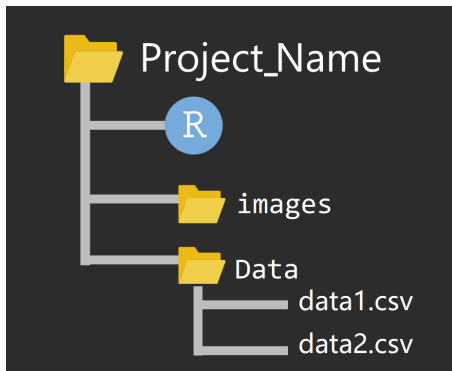 Project_Name
R
images
Data
data1.csv
data2.csv